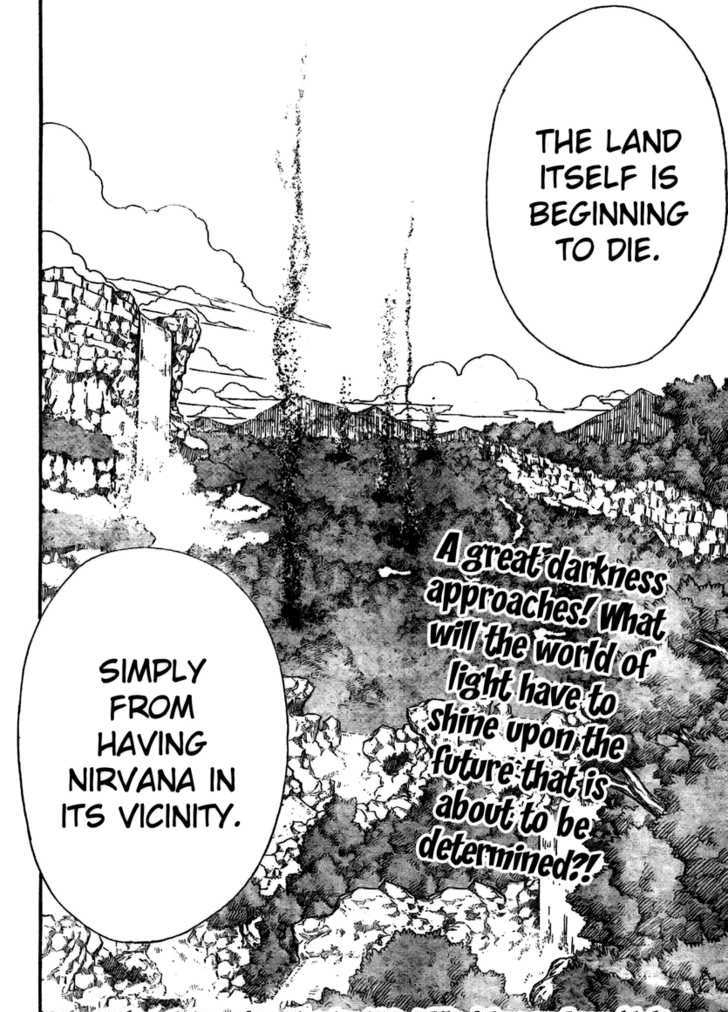 THE LAND
ITSELF IS
BEGINNING
TO DIE.
A great darkness
approaches! What
will the world of
light have to
shine upon the
future that is
about to be
determined?!
SIMPLY
FROM
HAVING
NIRVANA IN
ITS VICINITY.